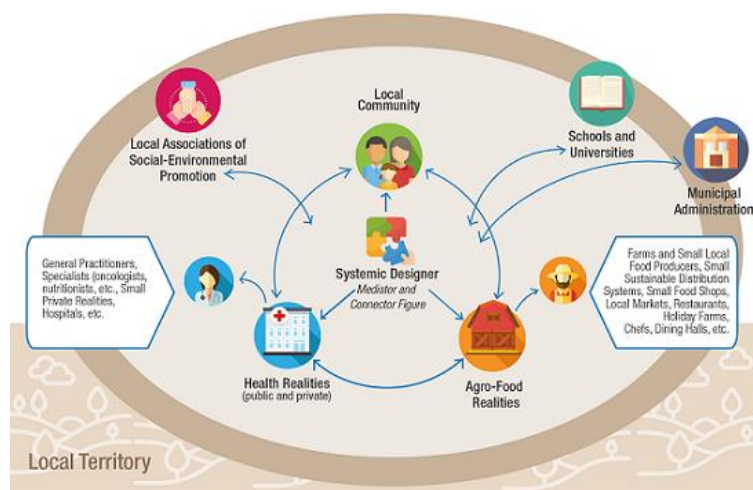 Local
Community
Local Associations of
Social-Environmental
Promotion
Schools and
Universities
Municipal
Administration
General Practitioners,
Specialists (oncologists,
nutritionists, etc., Small
Private Realities,
Hospitals, etc.
Systemic Designer
Mediator and
Connector Figure
Farms and Small Local
Food Producers, Small
Sustainable Distribution
Systems, Small Food Shops,
Local Markets, Restaurants,
Holiday Farms,
Chefs, Dining Halls, etc.
Health Realities
(public and private)
Agro-Food
Realities
Local Territory